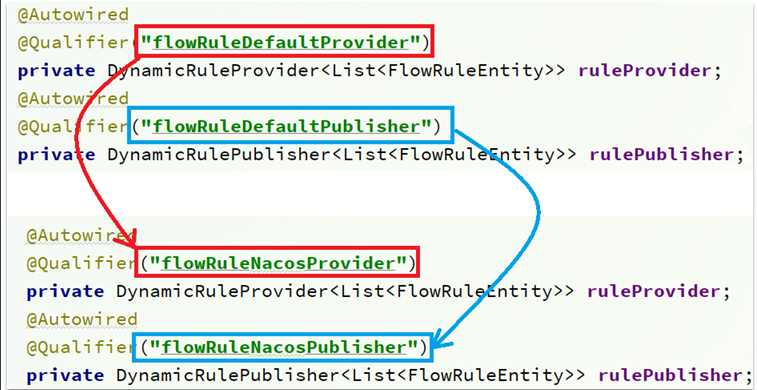 @Autowired
@Qualifier("flowRuleDefaultProvider")
private DynamicRuleProvider<List<FlowRuleEntity>> ruleProvider;
@Autowired
@Qualifier("flowRuleDefaultPublisher")
private DynamicRulePublisher<List<FlowRuleEntity>> rulePublisher;
@Autowired
@Qualifier("flowRuleNacosProvider")
private DynamicRuleProvider<List<FlowRuleEntity>> ruleProvider;
@Autowired
@Qualifier("flowRuleNacosPublisher")
private DynamicRulePublisher<List<FlowRuleEntity>> rulePublisher;